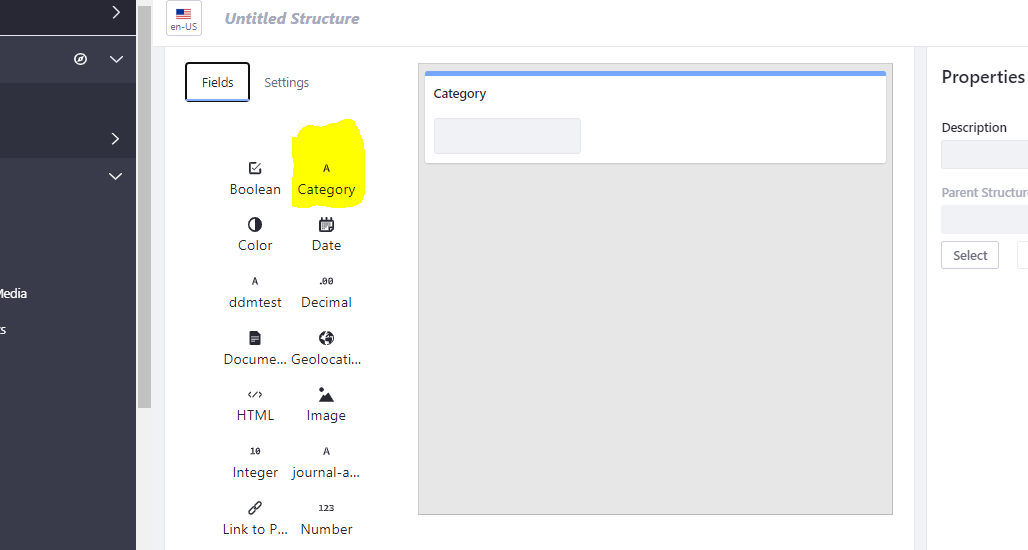 en-US
Untitled Structure
Fields
Settings
Category
Properties
Description
Boolean
A
Category
Parent Structure
Color
Date
Select
A
ddmtest
.00
Decimal
Media
Docume...
Geolocati...
HTML
Image
10
Integer
A
journal-a...
Link to P...
123
Number